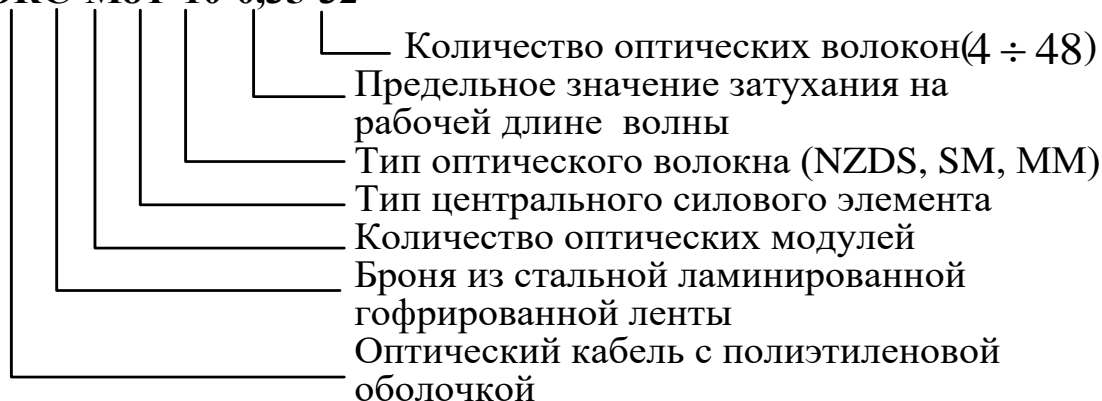 Количество оптических волокон(4 ÷ 48)
Предельное значение затухания на
рабочей длине волны
Тип оптического волокна (NZDS, SM, MM)
Тип центрального силового элемента
Количество оптических модулей
Броня из стальной ламинированной
гофрированной ленты
Оптический кабель с полиэтиленовой
оболочкой